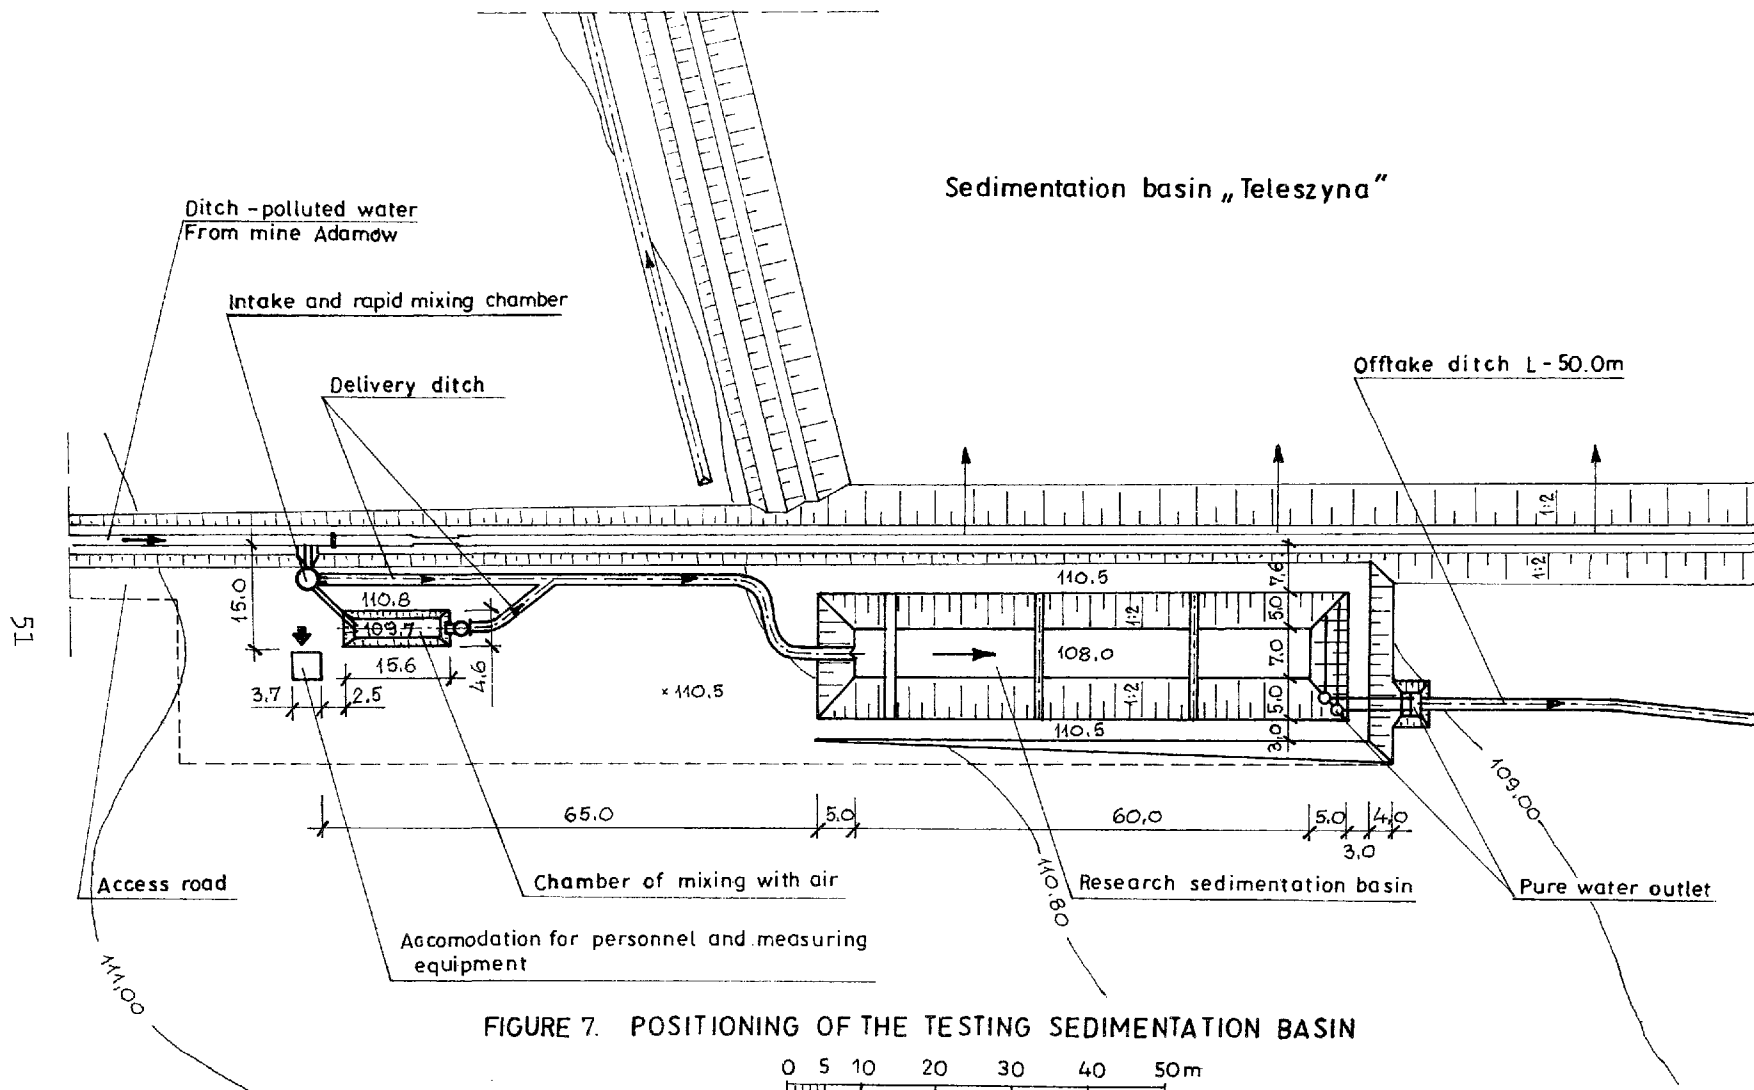 Sedimentation basin „Teleszyna”
Ditch - polluted water
From mine Adamow
Intake and rapid mixing chamber
Delivery ditch
Offtake ditch L-50.0m
1:2
1:2
110.5
7,6
15.0
110.8
109.7
5.0
1:2
15.6
4.6
108,0
7.0
3.7
2.5
×110.5
1:2
5.0
110.5
3,0
109,00
65.0
5.0
60,0
5.0
4,0
3,0
51
Access road
Chamber of mixing with air
110.80
Research sedimentation basin
Pure water outlet
Accomodation for personnel and measuring
equipment
111,00
FIGURE 7. POSITIONING OF THE TESTING SEDIMENTATION BASIN
0 5 10 20 30 40 50m